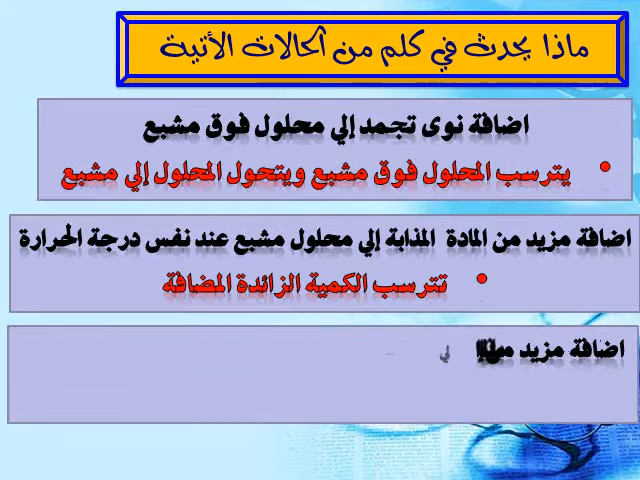 ماذا يحدث في كلم من الحالات الأتية
اضافة نوى تجمد إلي محلول فوق مشبع
• يترسب المحلول فوق مشبع ويتحول المحلول إلي مشبع
اضافة مزيد من المادة المذابة إلي محلول مشبع عند نفس درجة الحرارة
• تترسب الكمية الزائدة المضافة
اضافة مزيد